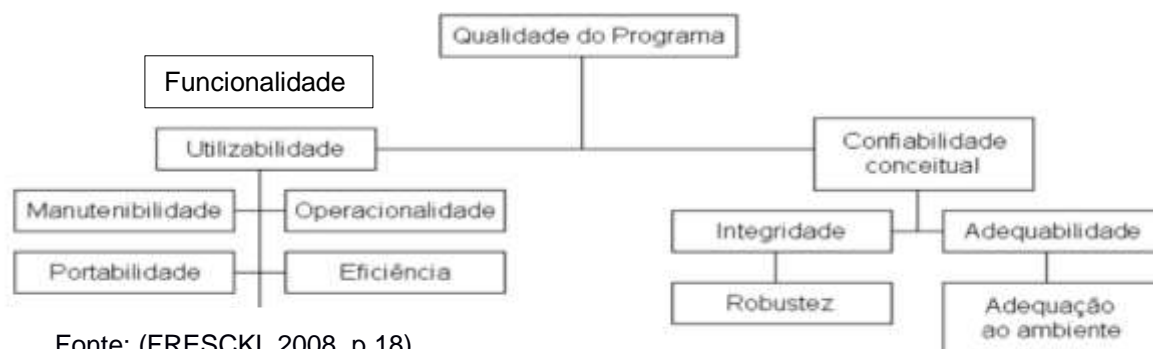 Qualidade do Programa
Funcionalidade
Utilizabilidade
Confiabilidade
conceitual
Manutenibilidade
Operacionalidade
Integridade
Adequabilidade
Portabilidade
Eficiência
Robustez
Adequação
ao ambiente
Fonte: (FRESCKI, 2008, p.18)